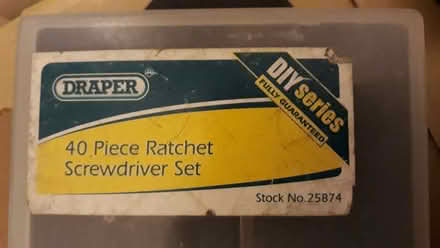 DRAPER®
DIY series
FULLY GUARANTEED
40 Piece Ratchet
Screwdriver Set
Stock No.25874